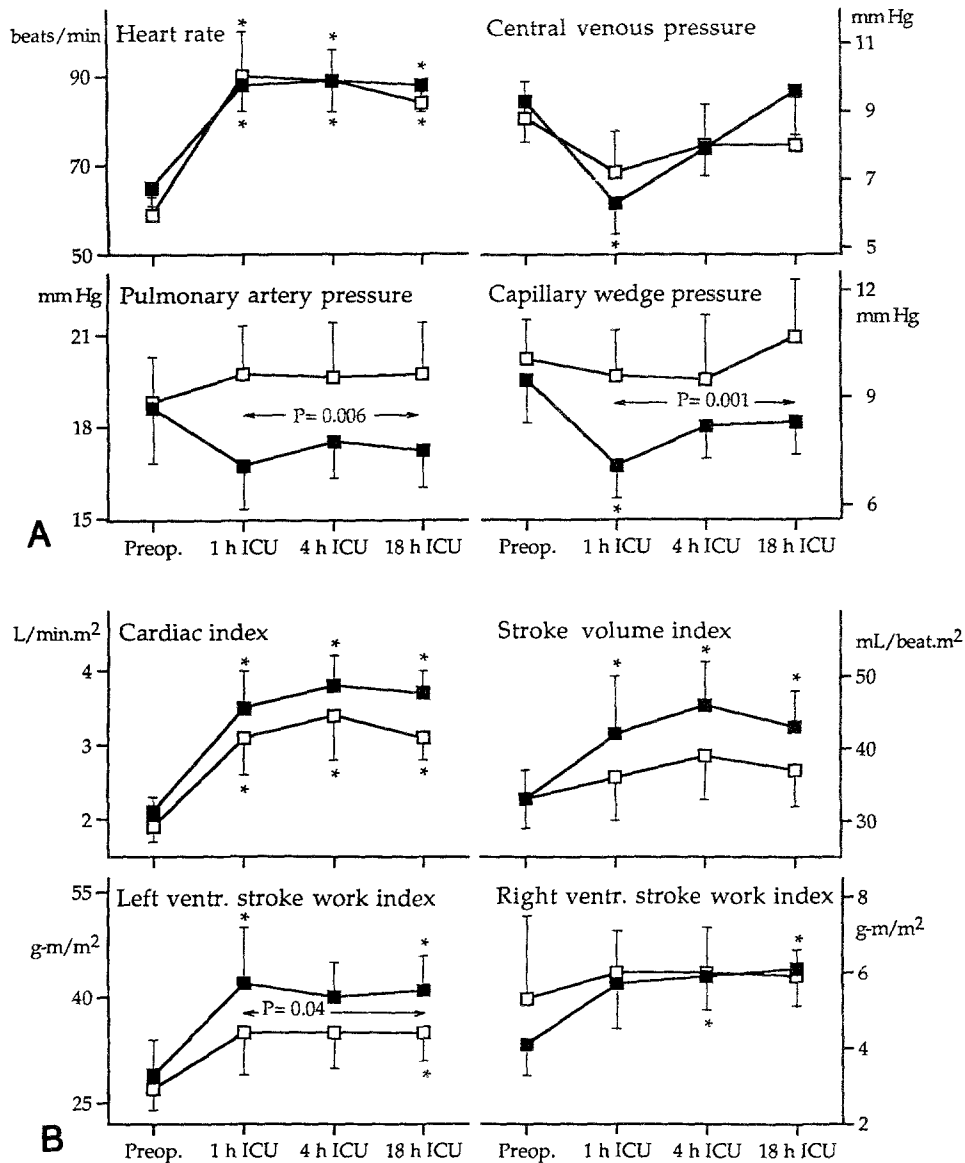 beats/min Heart rate
* * *
90
* * *
70
50
Central venous pressure
mm Hg
11
9
7
*
5
mm Hg
Pulmonary artery pressure
21
P= 0.006
18
15
Preop. 1 h ICU 4 h ICU 18 h ICU
Capillary wedge pressure
12
mm Hg
9
P= 0.001
6
*
Preop. 1 h ICU 4 h ICU 18 h ICU
A
L/min.m²
Cardiac index
* * *
4
3
* * *
2
Stroke volume index
mL/beat.m²
* * *
50
40
30
55
Left ventr. stroke work index
* *
g-m/m²
40
P= 0.04
*
25
Preop. 1 h ICU 4 h ICU 18 h ICU
Right ventr. stroke work index
8
g-m/m²
*
6
*
4
2
Preop. 1 h ICU 4 h ICU 18 h ICU
B